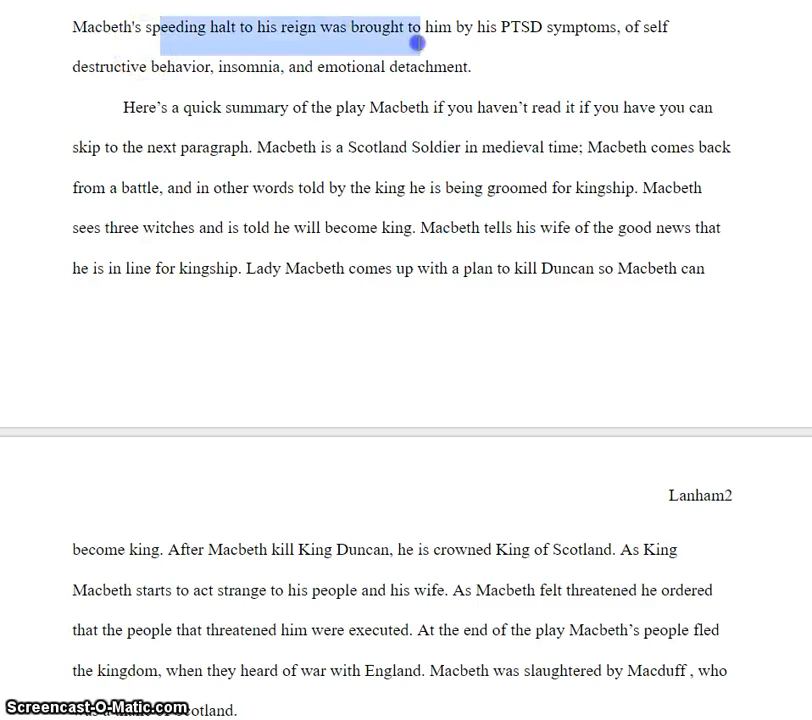 Macbeth's speeding halt to his reign was brought to him by his PTSD symptoms, of self
destructive behavior, insomnia, and emotional detachment.
Here’s a quick summary of the play Macbeth if you haven’t read it if you have you can
skip to the next paragraph. Macbeth is a Scotland Soldier in medieval time; Macbeth comes back
from a battle, and in other words told by the king he is being groomed for kingship. Macbeth
sees three witches and is told he will become king. Macbeth tells his wife of the good news that
he is in line for kingship. Lady Macbeth comes up with a plan to kill Duncan so Macbeth can
Lanham2
become king. After Macbeth kill King Duncan, he is crowned King of Scotland. As King
Macbeth starts to act strange to his people and his wife. As Macbeth felt threatened he ordered
that the people that threatened him were executed. At the end of the play Macbeth’s people fled
the kingdom, when they heard of war with England. Macbeth was slaughtered by Macduff , who
Scotland.
Screencast-O-Matic.com